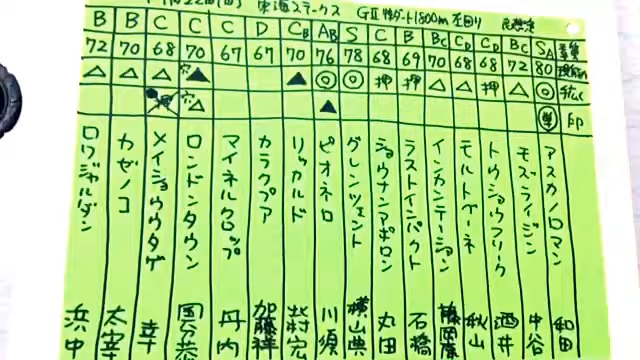 東海ステークス GⅡ 中京ダート1800m 左回り
B B C C C D CB AB S C B BC CD CD BC SA
72 70 68 70 67 67 70 76 78 68 69 70 68 68 72 80
△ △ △ 穴▲ ▲ ◎ ◎ 押 押 △ △ 押 △ ◎
穴△ ▲ 印
ロワジャルダン
カゼノコ
メイショウウタゲ
ロンドンタウン
マイネルクロップ
カラクプア
リッカルド
ピオネロ
グレンツェント
ショウナンアポロン
ラストインパクト
インカンテーション
モルトベーネ
トウショウフリーク
モズライジン
アスカノロマン
浜中 太宰 幸 国分恭 丹内 加藤祥 北村宏 川須 横山典 丸田 石橋 藤岡康 秋山 酒井 中谷 和田